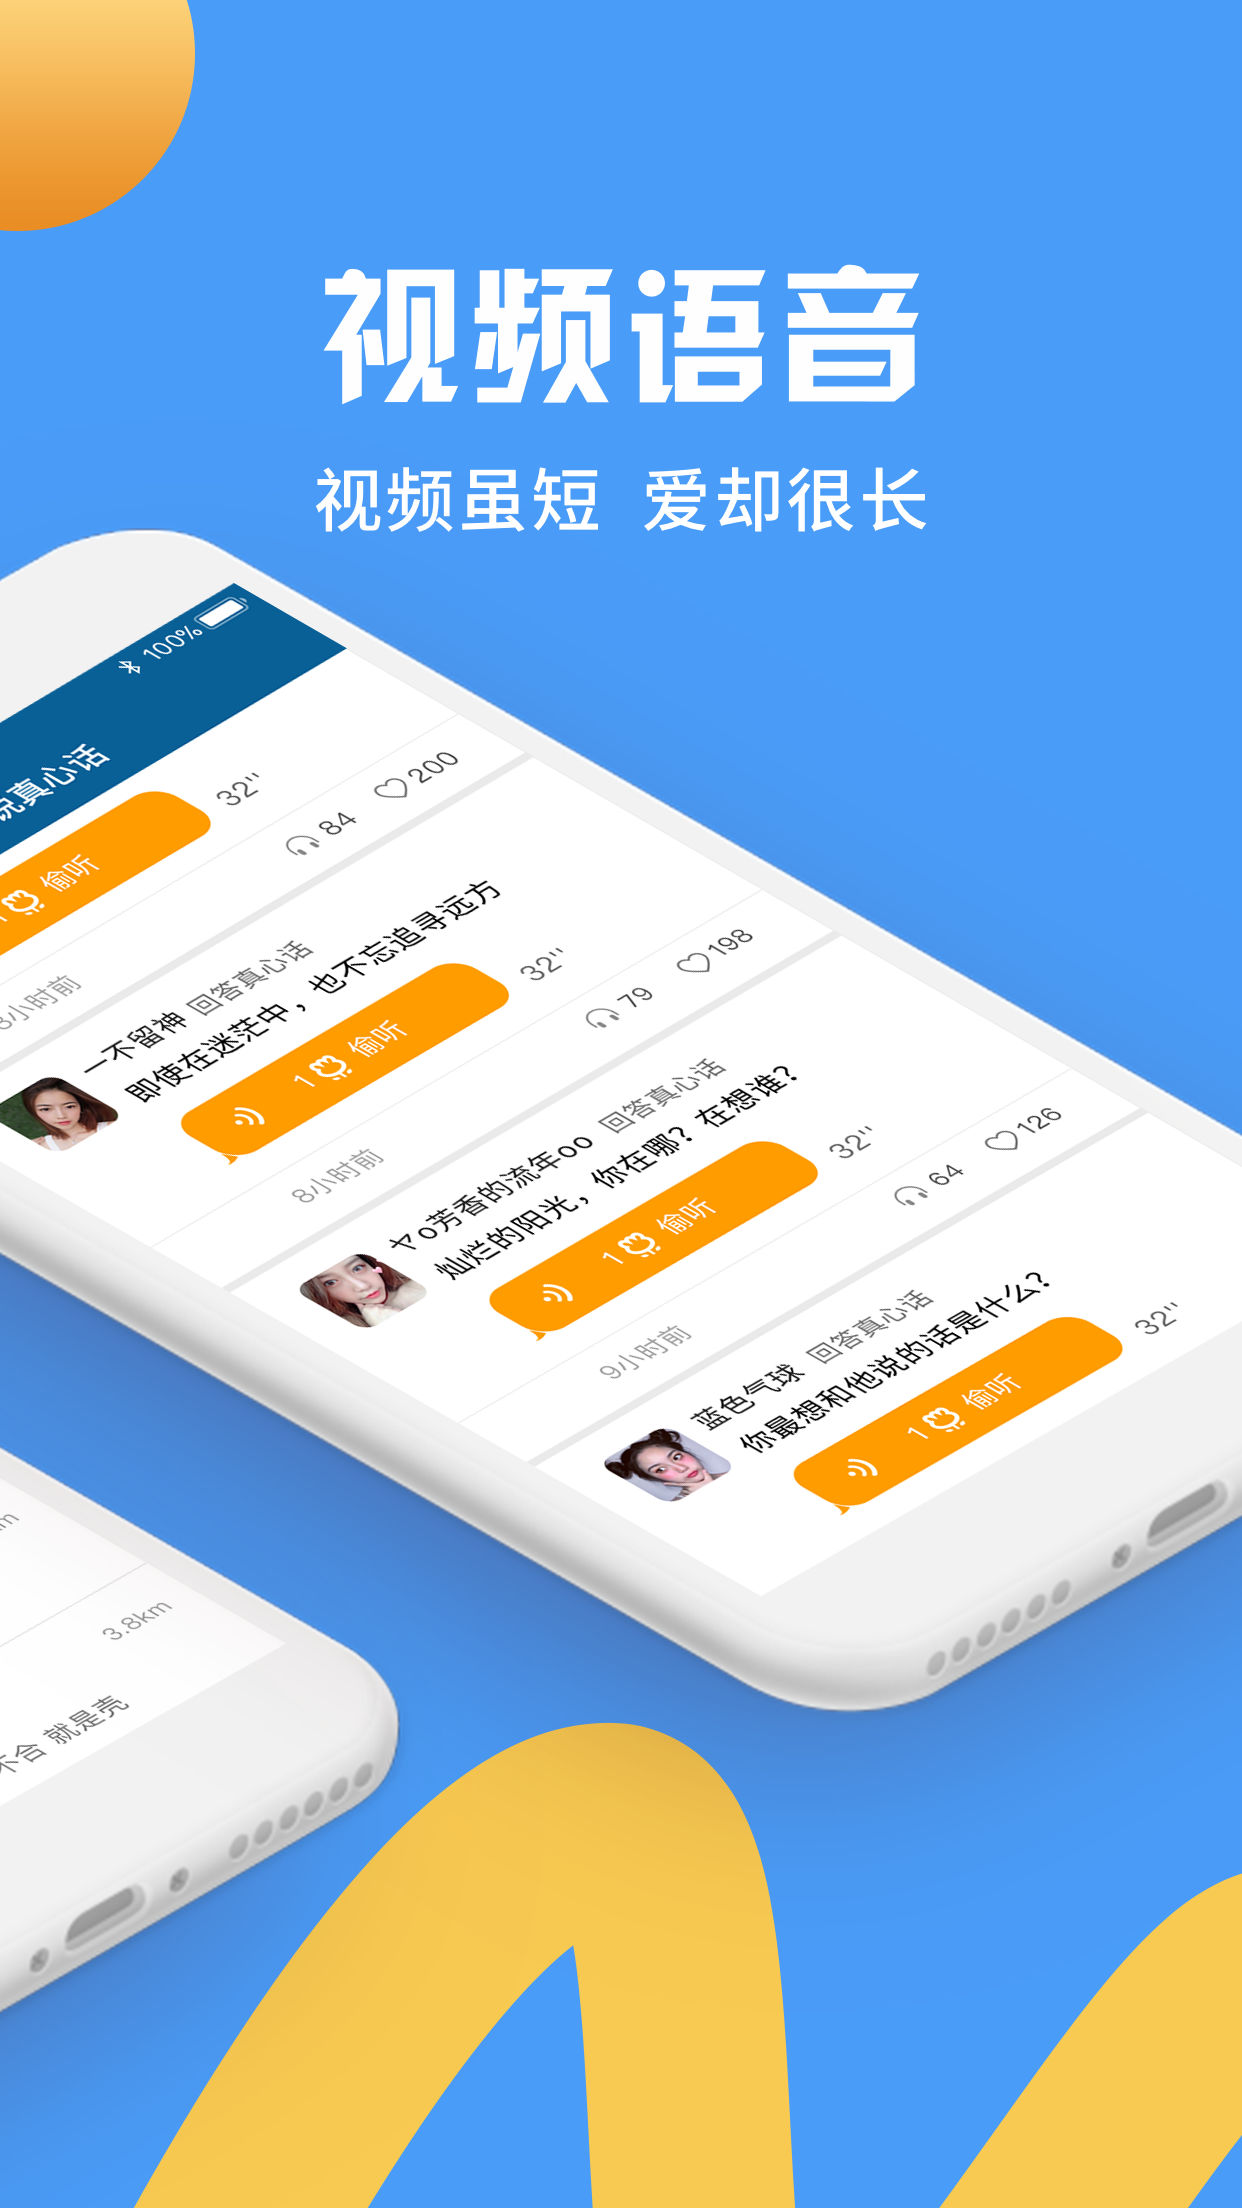 视频语音
视频虽短 爱却很长
100%
说真心话
1 偷听
32''
84
200
8小时前
一不留神 回答真心话
即使在迷茫中，也不忘追寻远方
1 偷听
32''
79
198
8小时前
ヤo芳香的流年oo 回答真心话
灿烂的阳光，你在哪？在想谁？
1 偷听
32''
64
126
9小时前
蓝色气球 回答真心话
你最想和他说的话是什么？
1 偷听
32''
m
3.8km
不合 就是壳